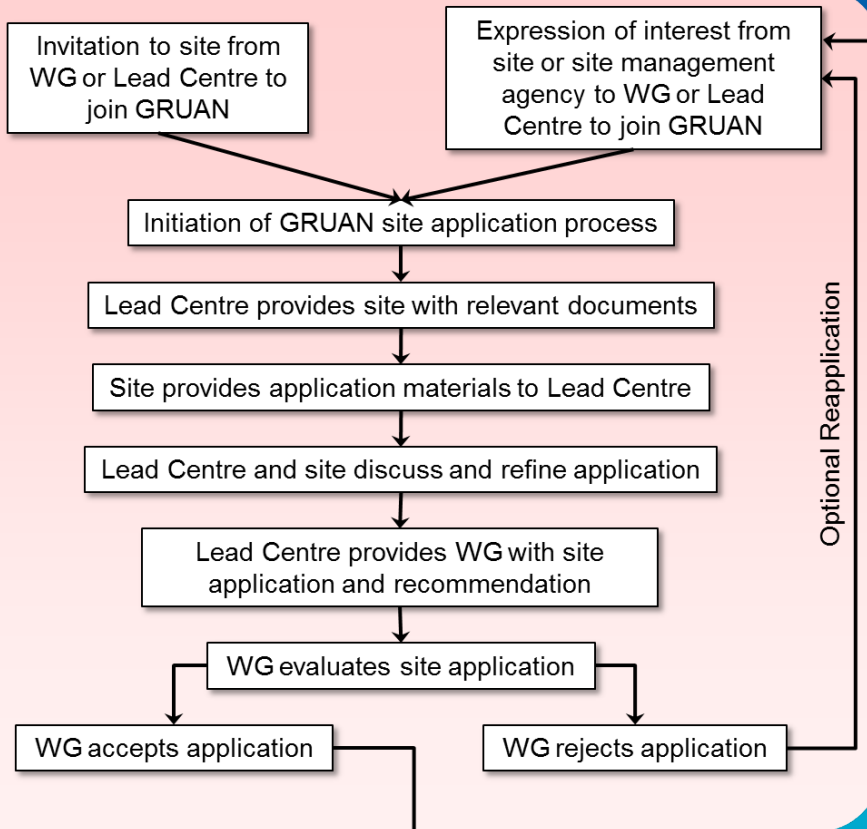 Invitation to site from
WG or Lead Centre to
join GRUAN
Expression of interest from
site or site management
agency to WG or Lead
Centre to join GRUAN
Initiation of GRUAN site application process
Lead Centre provides site with relevant documents
Site provides application materials to Lead Centre
Lead Centre and site discuss and refine application
Lead Centre provides WG with site
application and recommendation
WG evaluates site application
WG accepts application
WG rejects application
Optional Reapplication